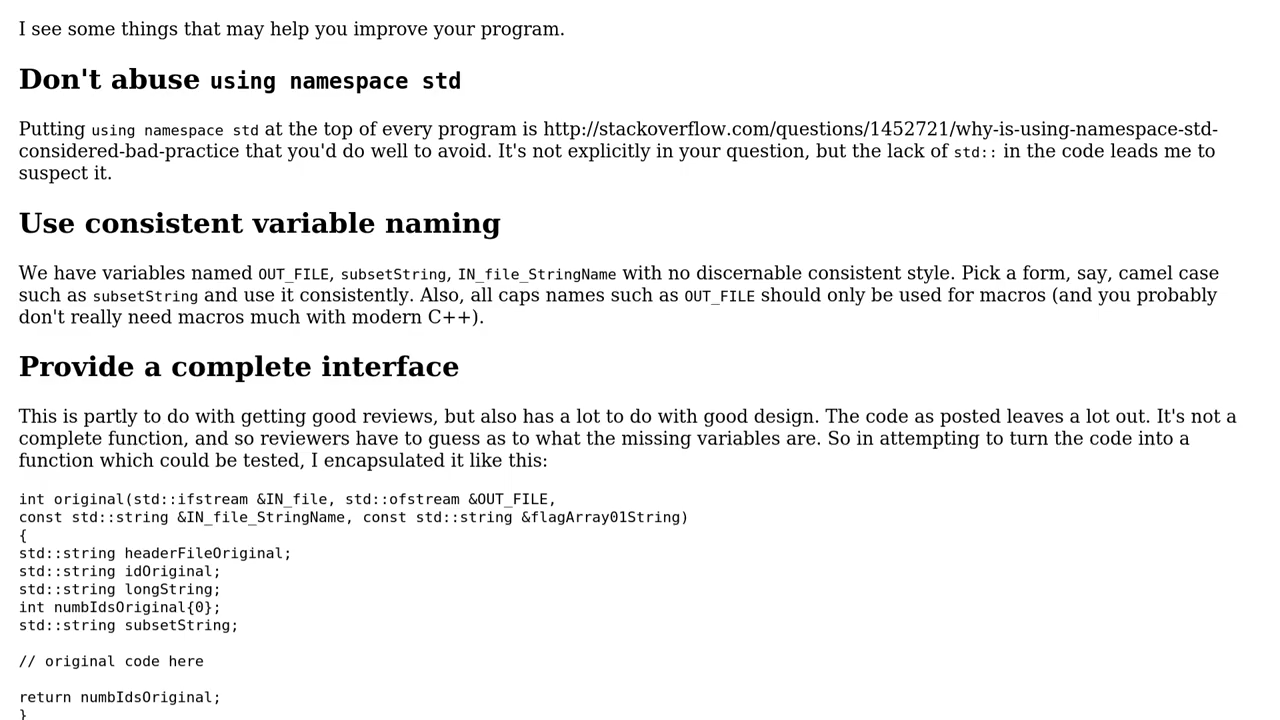 I see some things that may help you improve your program.
Don't abuse using namespace std
Putting using namespace std at the top of every program is http://stackoverflow.com/questions/1452721/why-is-using-namespace-std-
considered-bad-practice that you'd do well to avoid. It's not explicitly in your question, but the lack of std:: in the code leads me to
suspect it.
Use consistent variable naming
We have variables named OUT_FILE, subsetString, IN_file_StringName with no discernable consistent style. Pick a form, say, camel case
such as subsetString and use it consistently. Also, all caps names such as OUT_FILE should only be used for macros (and you probably
don't really need macros much with modern C++).
Provide a complete interface
This is partly to do with getting good reviews, but also has a lot to do with good design. The code as posted leaves a lot out. It's not a
complete function, and so reviewers have to guess as to what the missing variables are. So in attempting to turn the code into a
function which could be tested, I encapsulated it like this:
int original(std::ifstream &IN_file, std::ofstream &OUT_FILE,
const std::string &IN_file_StringName, const std::string &flagArray01String)
{
std::string headerFileOriginal;
std::string idOriginal;
std::string longString;
int numbIdsOriginal{0};
std::string subsetString;
// original code here
return numbIdsOriginal;
}